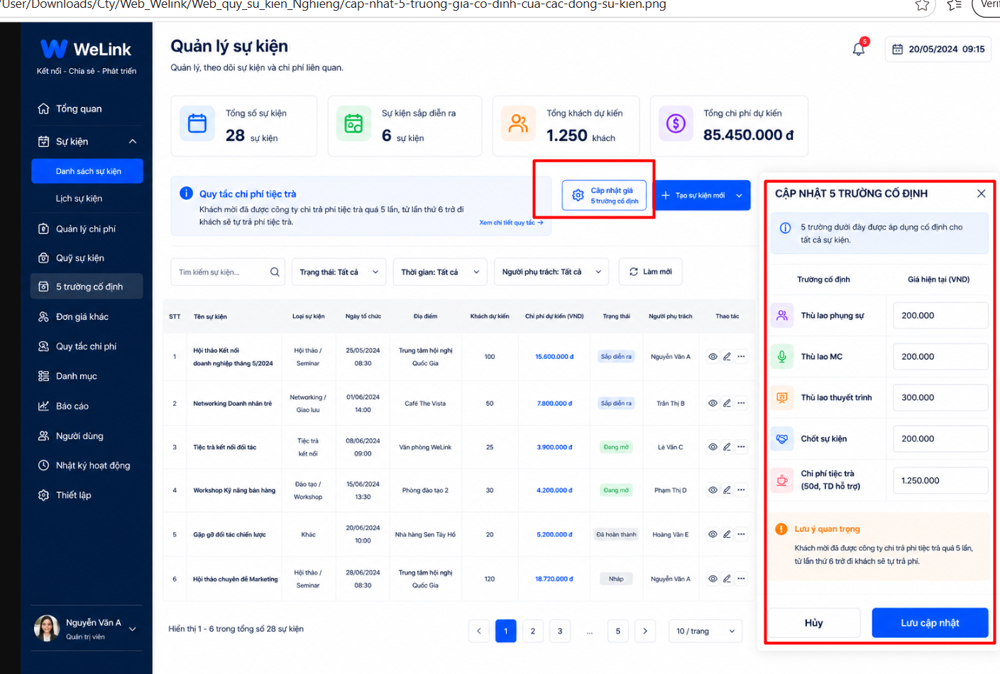 /User/Downloads/Cty/Web_Welink/Web_quy_su_kien_Nghieng/cap-nhat-5-truong-gia-co-dinh-cua-cac-dong-su-kien.png
WeLink
Kết nối - Chia sẻ - Phát triển
Tổng quan
Sự kiện
Danh sách sự kiện
Lịch sự kiện
Quản lý chi phí
Quỹ sự kiện
5 trường cố định
Đơn giá khác
Quy tắc chi phí
Danh mục
Báo cáo
Người dùng
Nhật ký hoạt động
Thiết lập
Nguyễn Văn A
Quản trị viên
Quản lý sự kiện
Quản lý, theo dõi sự kiện và chi phí liên quan.
5
20/05/2024 09:15
Tổng số sự kiện
28 sự kiện
Sự kiện sắp diễn ra
6 sự kiện
Tổng khách dự kiến
1.250 khách
Tổng chi phí dự kiến
85.450.000 đ
Quy tắc chi phí tiệc trà
Khách mời đã được công ty chi trả phí tiệc trà quá 5 lần, từ lần thứ 6 trở đi
khách sẽ tự trả phí tiệc trà.
Xem chi tiết quy tắc →
Cập nhật giá
5 trường cố định
+ Tạo sự kiện mới
Tìm kiếm sự kiện...
Trạng thái: Tất cả
Thời gian: Tất cả
Người phụ trách: Tất cả
Làm mới
STT Tên sự kiện Loại sự kiện Ngày tổ chức Địa điểm Khách dự kiến Chi phí dự kiến (VND) Trạng thái Người phụ trách Thao tác
1 Hội thảo Kết nối doanh nghiệp tháng 5/2024 Hội thảo / Seminar 25/05/2024 08:30 Trung tâm hội nghị Quốc Gia 100 15.600.000 đ Sắp diễn ra Nguyễn Văn A
2 Networking Doanh nhân trẻ Networking / Giao lưu 01/06/2024 14:00 Café The Vista 50 7.800.000 đ Sắp diễn ra Trần Thị B
3 Tiệc trà kết nối đối tác Tiệc trà kết nối 08/06/2024 09:00 Văn phòng WeLink 25 3.900.000 đ Đang mở Lê Văn C
4 Workshop Kỹ năng bán hàng Đào tạo / Workshop 15/06/2024 13:30 Phòng đào tạo 2 30 4.200.000 đ Đang mở Phạm Thị D
5 Gặp gỡ đối tác chiến lược Khác 20/06/2024 10:00 Nhà hàng Sen Tây Hồ 20 5.200.000 đ Đã hoàn thành Hoàng Văn E
6 Hội thảo chuyên đề Marketing Hội thảo / Seminar 28/06/2024 08:30 Trung tâm hội nghị Quốc Gia 120 18.720.000 đ Nháp Nguyễn Văn A
Hiển thị 1 - 6 trong tổng số 28 sự kiện
1 2 3 ... 5
10 / trang
CẬP NHẬT 5 TRƯỜNG CỐ ĐỊNH
5 trường dưới đây được áp dụng cố định cho
tất cả sự kiện.
Trường cố định Giá hiện tại (VND)
Thù lao phụng sự 200.000
Thù lao MC 200.000
Thù lao thuyết trình 300.000
Chốt sự kiện 200.000
Chi phí tiệc trà
(50d, TD hỗ trợ) 1.250.000
Lưu ý quan trọng
Khách mời đã được công ty chi trả phí tiệc trà quá 5 lần,
từ lần thứ 6 trở đi khách sẽ tự trả phí.
Hủy
Lưu cập nhật